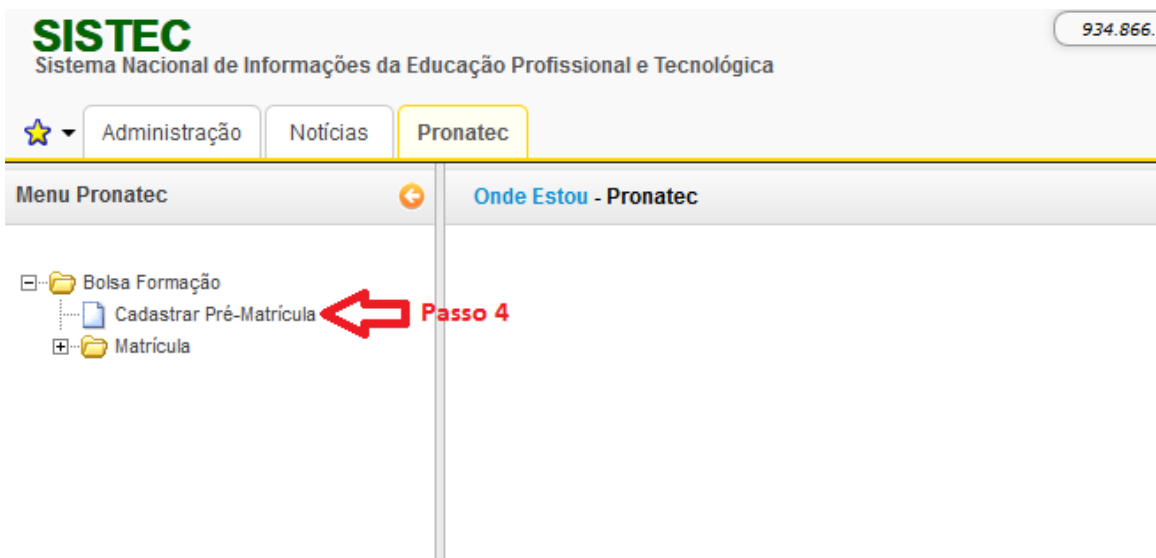 SISTEC
934.866.
Sistema Nacional de Informações da Educação Profissional e Tecnológica
Administração Notícias Pronatec
Menu Pronatec
Onde Estou - Pronatec
Bolsa Formação
Cadastrar Pré-Matrícula Passo 4
Matrícula